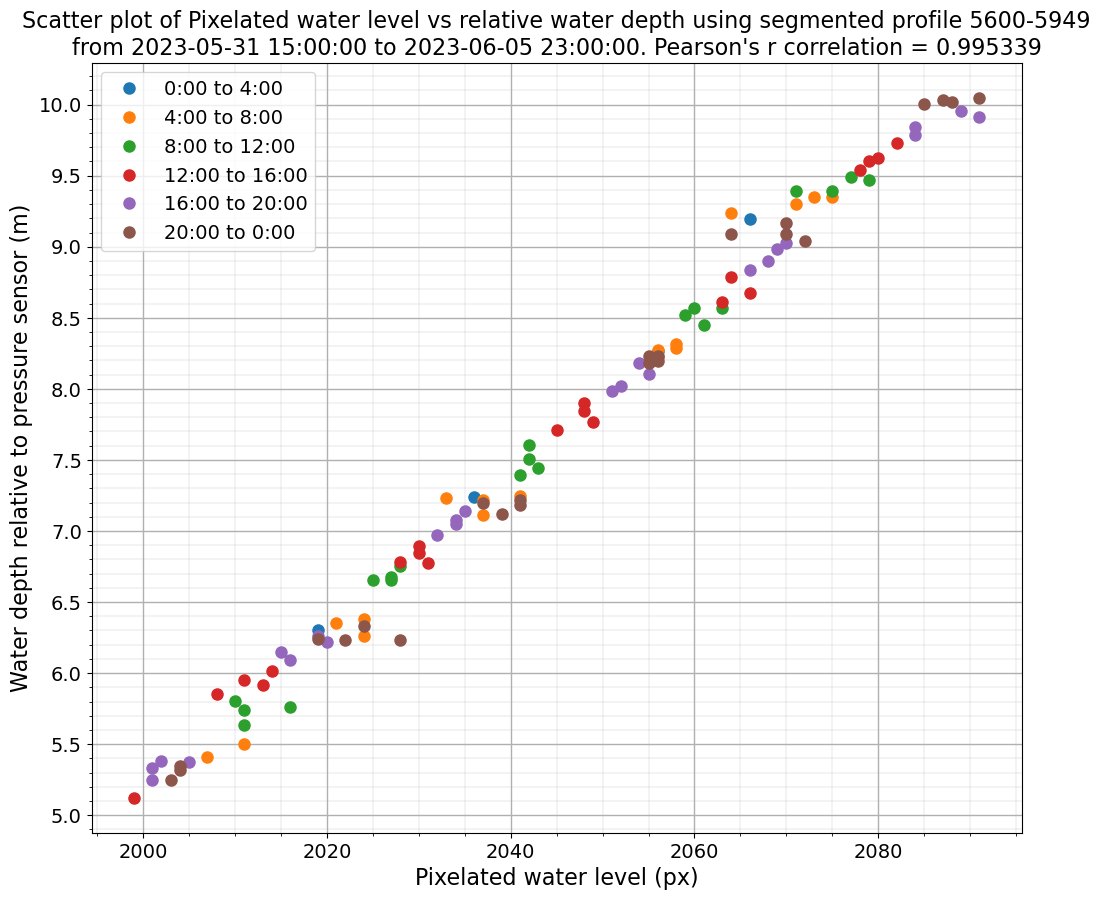 Scatter plot of Pixelated water level vs relative water depth using segmented profile 5600-5949
from 2023-05-31 15:00:00 to 2023-06-05 23:00:00. Pearson's r correlation = 0.995339
0:00 to 4:00
4:00 to 8:00
8:00 to 12:00
12:00 to 16:00
16:00 to 20:00
20:00 to 0:00
Water depth relative to pressure sensor (m)
10.0
9.5
9.0
8.5
8.0
7.5
7.0
6.5
6.0
5.5
5.0
2000 2020 2040 2060 2080
Pixelated water level (px)